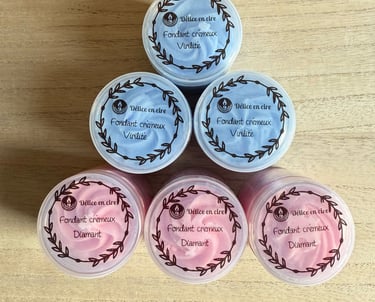 Délice en cire
Fondant crémeux
Virilité
Délice en cire
Fondant crémeux
Virilité
Délice en cire
Fondant crémeux
Virilité
Délice en cire
Fondant crémeux
Diamant
Délice en cire
Fondant crémeux
Diamant
Délice en cire
Fondant crémeux
Diamant